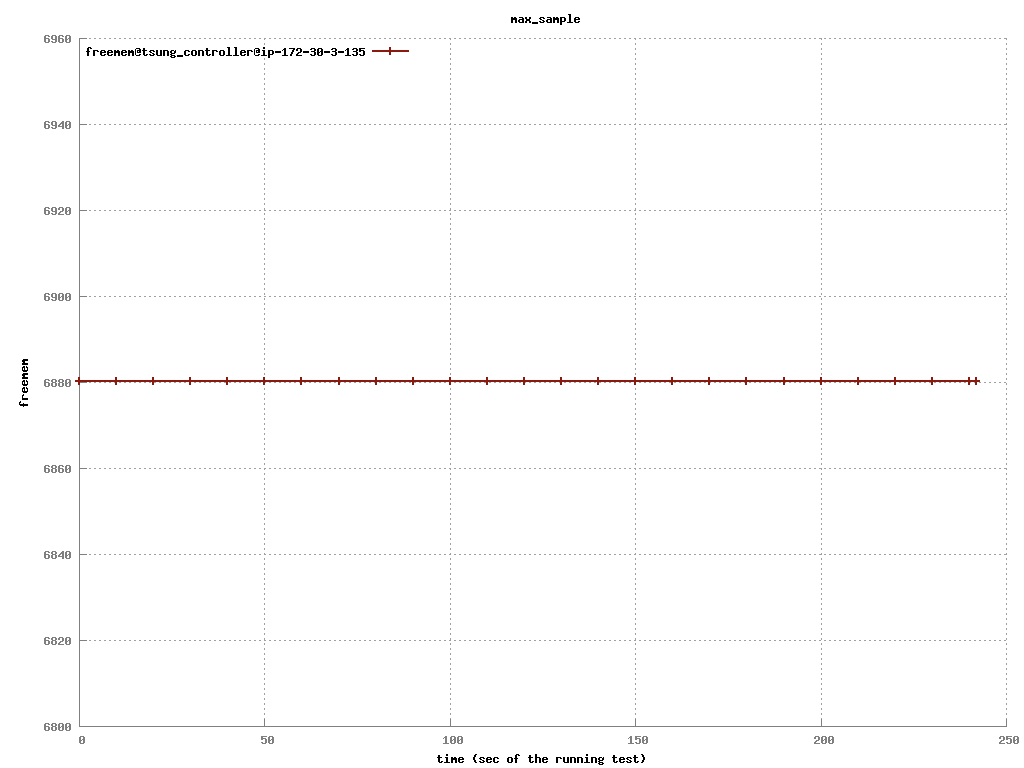 max_sample
freemem@tsung_controller@ip-172-30-3-135
6960
6940
6920
6900
6880
6860
6840
6820
6800
freemem
0 50 100 150 200 250
time (sec of the running test)